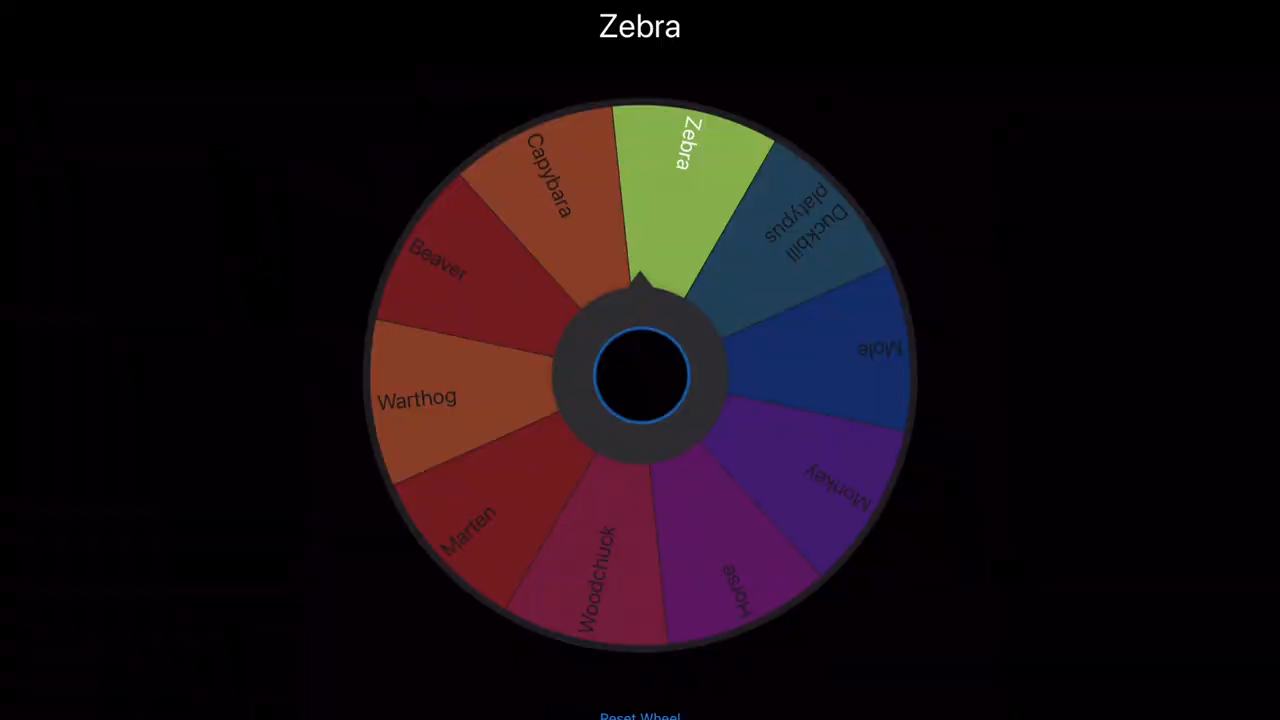 Zebra
Zebra
Duckbill
platypus
Mole
Monkey
Horse
Woodchuck
Marten
Warthog
Beaver
Capybara
Reset Wheel